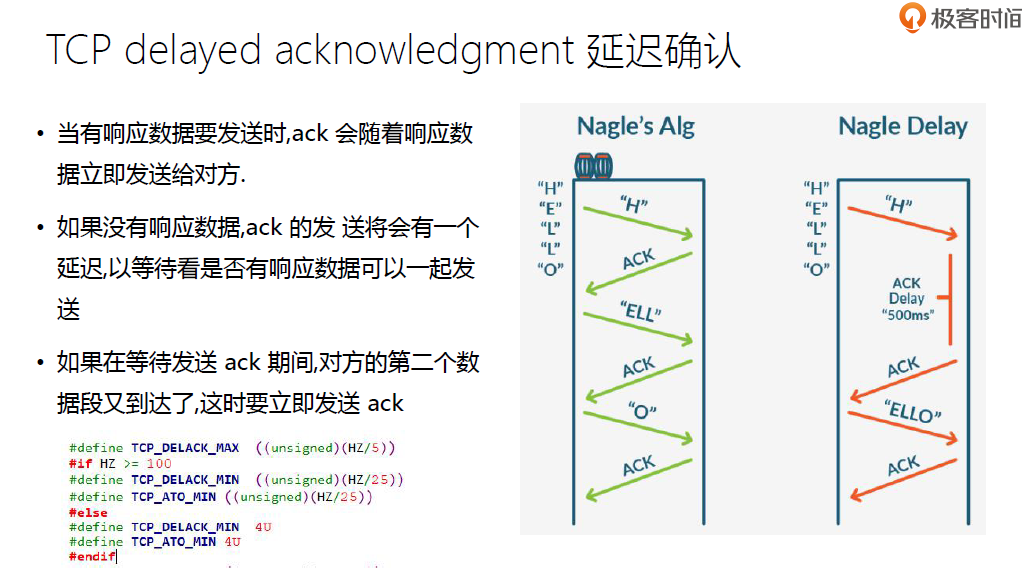 极客时间
TCP delayed acknowledgment 延迟确认
• 当有响应数据要发送时,ack 会随着响应数
据立即发送给对方.
• 如果没有响应数据,ack 的发 送将会有一个
延迟,以等待看是否有响应数据可以一起发
送
• 如果在等待发送 ack 期间,对方的第二个数
据段又到达了,这时要立即发送 ack
#define TCP_DELACK_MAX ((unsigned)(HZ/5))
#if HZ >= 100
#define TCP_DELACK_MIN ((unsigned)(HZ/25))
#define TCP_ATO_MIN ((unsigned)(HZ/25))
#else
#define TCP_DELACK_MIN 4U
#define TCP_ATO_MIN 4U
#endif
Nagle's Alg
“H”
“E”
“L”
“L”
“O”
“H”
ACK
“ELL”
ACK
“O”
ACK
Nagle Delay
“H”
“E”
“L”
“L”
“O”
“H”
ACK
Delay
“500ms”
ACK
“ELLO”
ACK